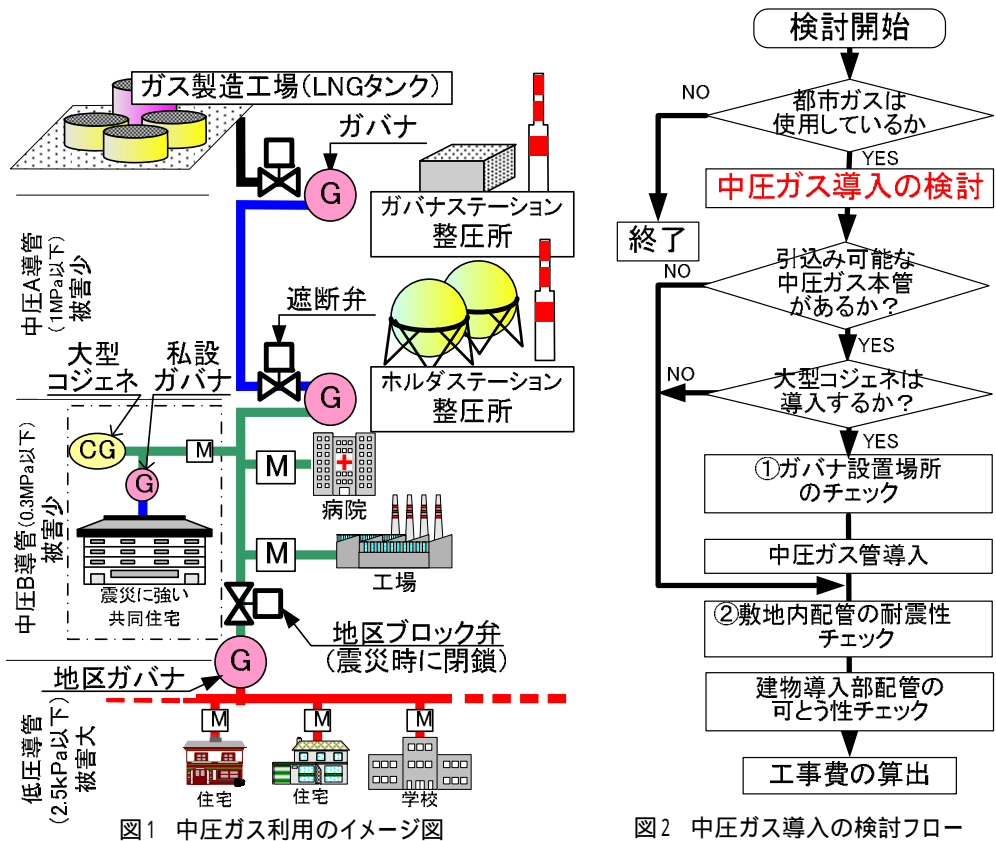 ガス製造工場(LNGタンク)
ガバナ
G
ガバナステーション
整圧所
中圧A導管
(1MPa以下)
被害少
遮断弁
G
ホルダステーション
整圧所
大型
コジェネ
私設
ガバナ
CG
M
G
M
病院
M
工場
震災に強い
共同住宅
中圧B導管(0.3MPa以下)
被害少
地区ブロック弁
(震災時に閉鎖)
G
地区ガバナ
低圧導管
(2.5kPa以下)
被害大
M
M
M
住宅
住宅
学校
図1 中圧ガス利用のイメージ図
検討開始
都市ガスは
使用しているか
NO
YES
中圧ガス導入の検討
終了
引込み可能な
中圧ガス本管
があるか?
NO
YES
大型コジェネは
導入するか?
NO
YES
①ガバナ設置場所
のチェック
中圧ガス管導入
②敷地内配管の耐震性
チェック
建物導入部配管の
可とう性チェック
工事費の算出
図2 中圧ガス導入の検討フロー